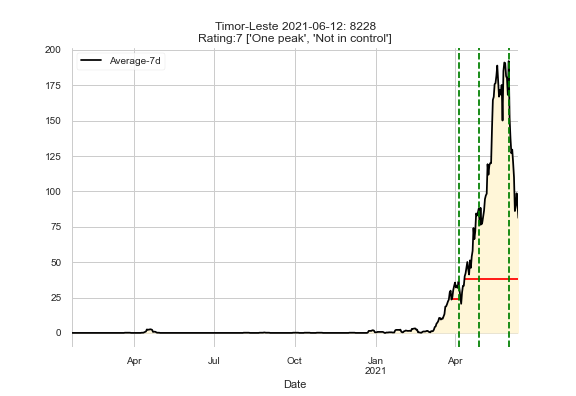 Timor-Leste 2021-06-12: 8228
Rating:7 ['One peak', 'Not in control']
Average-7d
200
175
150
125
100
75
50
25
0
Apr
Jul
Oct
Jan
2021
Apr
Date